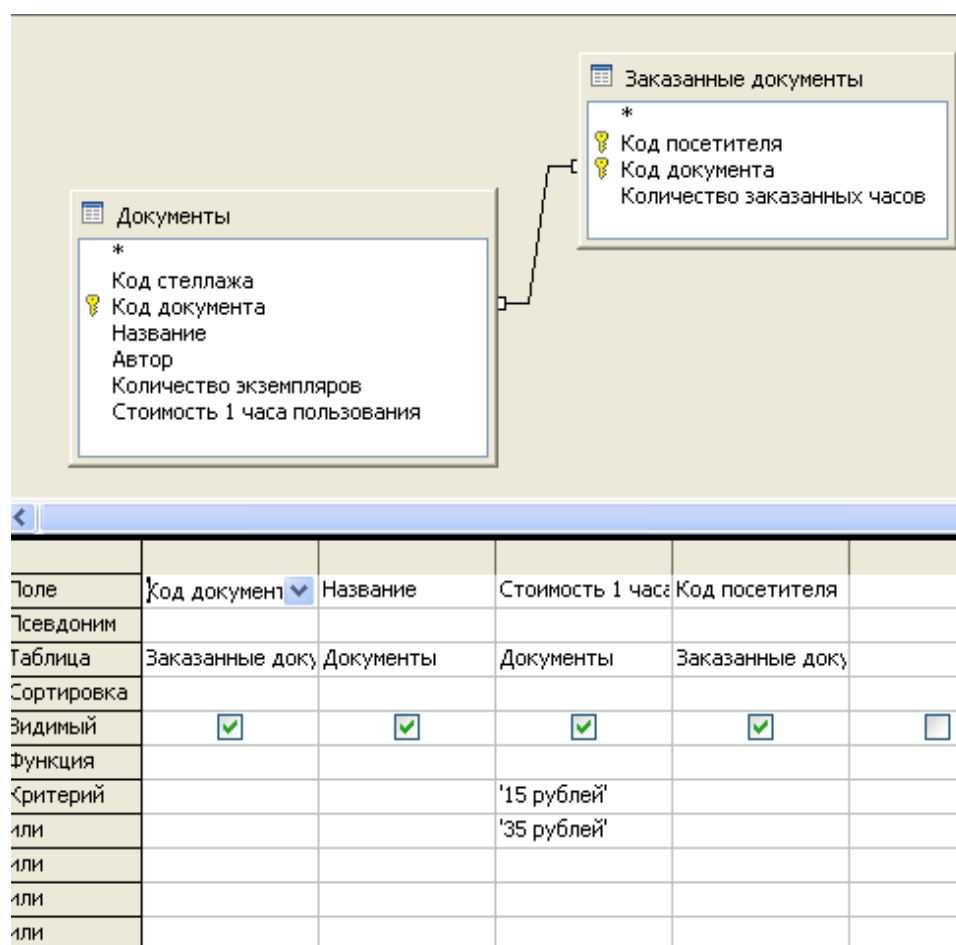 Заказанные документы
*
Код посетителя
Код документа
Количество заказанных часов
Документы
*
Код стеллажа
Код документа
Название
Автор
Количество экземпляров
Стоимость 1 часа пользования
Поле Код документ Название Стоимость 1 часа Код посетителя
Псевдоним
Таблица Заказанные доку Документы Документы Заказанные доку
Сортировка
Видимый
Функция
Критерий '15 рублей'
или '35 рублей'
или
или
или